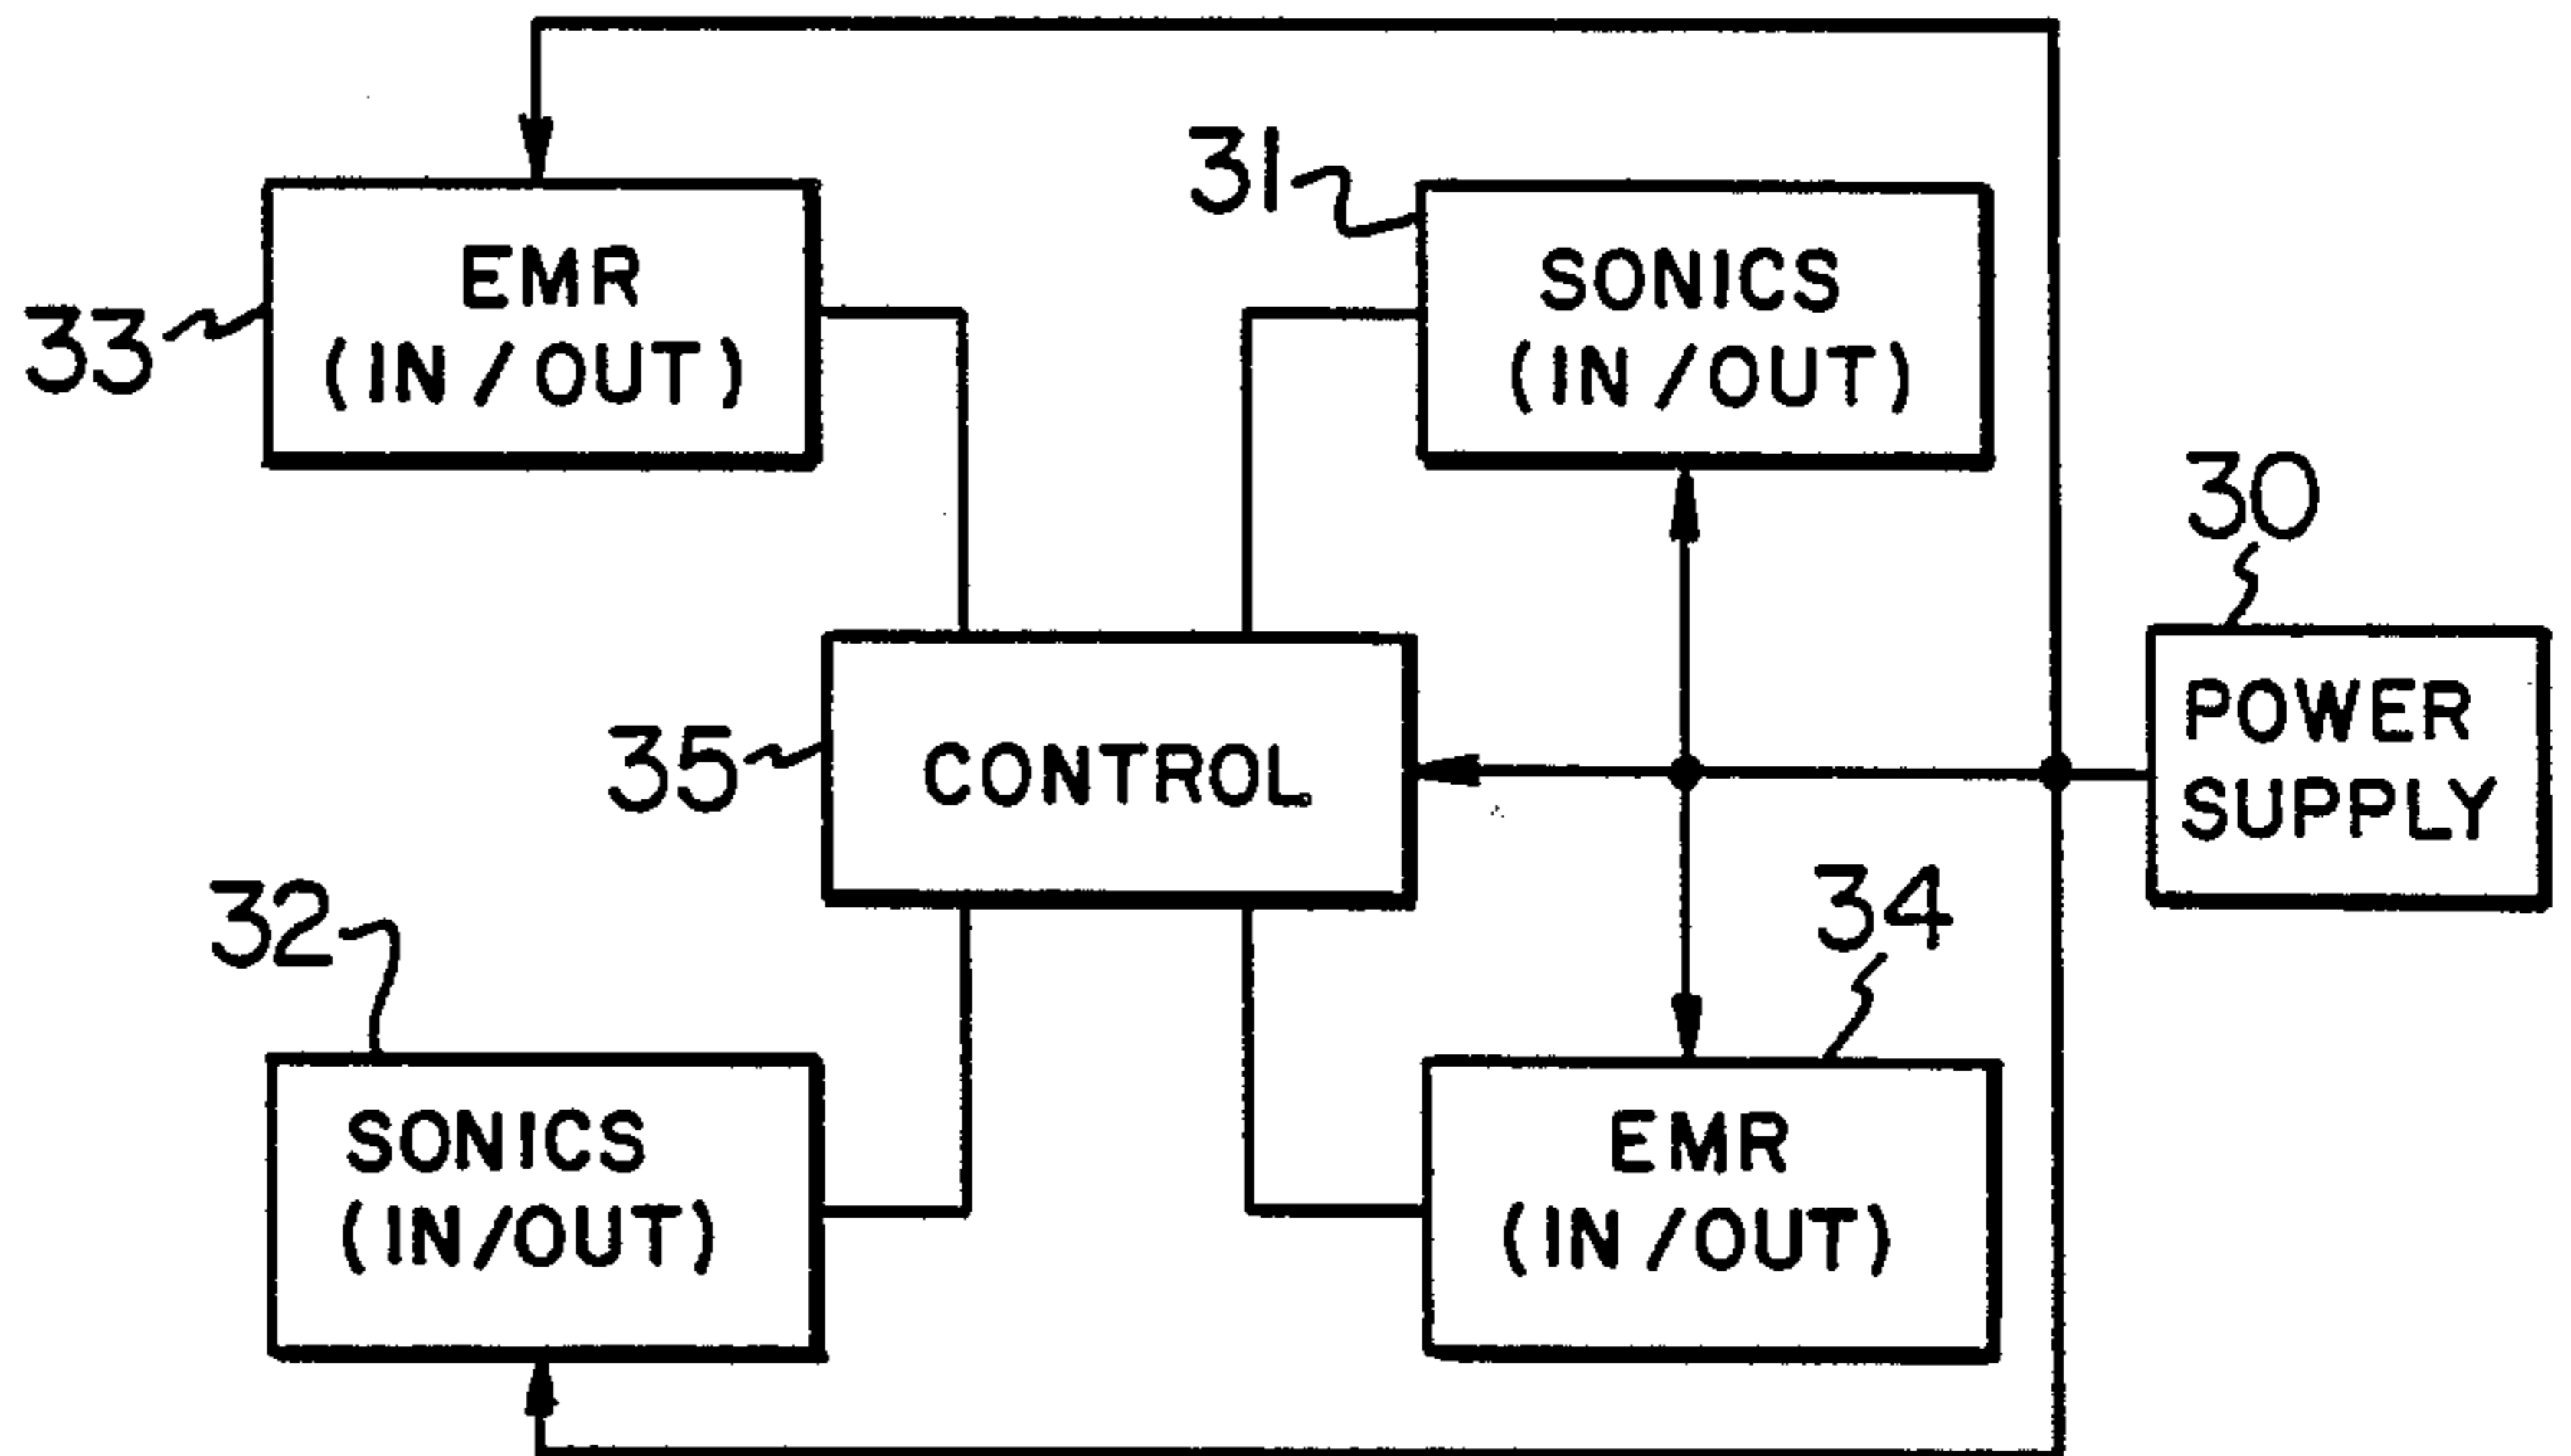 31
EMR
(IN/OUT)
33
SONICS
(IN/OUT)
30
POWER
SUPPLY
35
CONTROL
32
34
SONICS
(IN/OUT)
EMR
(IN/OUT)